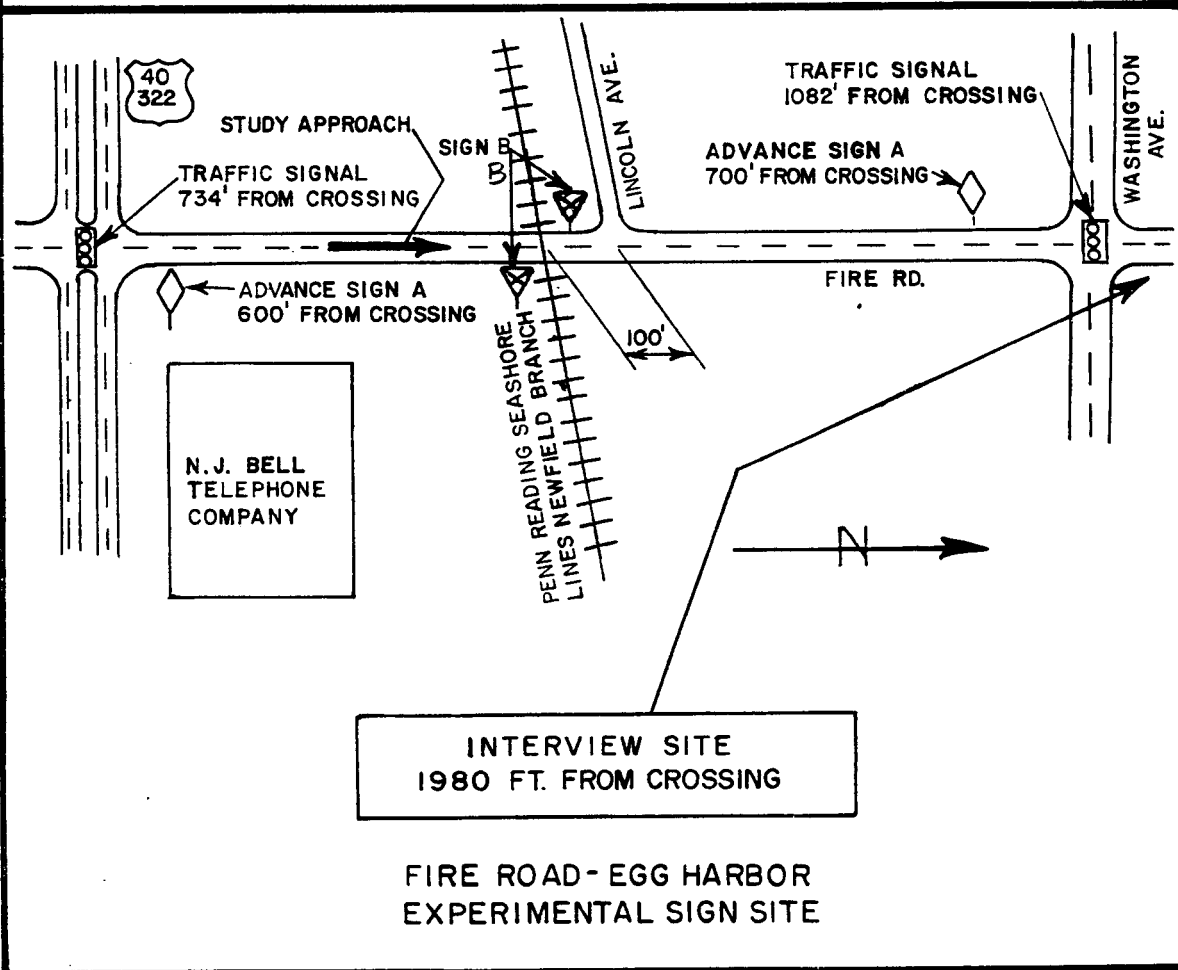 40
322
STUDY APPROACH
TRAFFIC SIGNAL
734' FROM CROSSING
SIGN B
B
LINCOLN AVE.
TRAFFIC SIGNAL
1082' FROM CROSSING
ADVANCE SIGN A
700' FROM CROSSING
WASHINGTON
AVE.
ADVANCE SIGN A
600' FROM CROSSING
FIRE RD.
100'
PENN READING SEASHORE
LINES NEWFIELD BRANCH
N.J. BELL
TELEPHONE
COMPANY
N
INTERVIEW SITE
1980 FT. FROM CROSSING
FIRE ROAD - EGG HARBOR
EXPERIMENTAL SIGN SITE